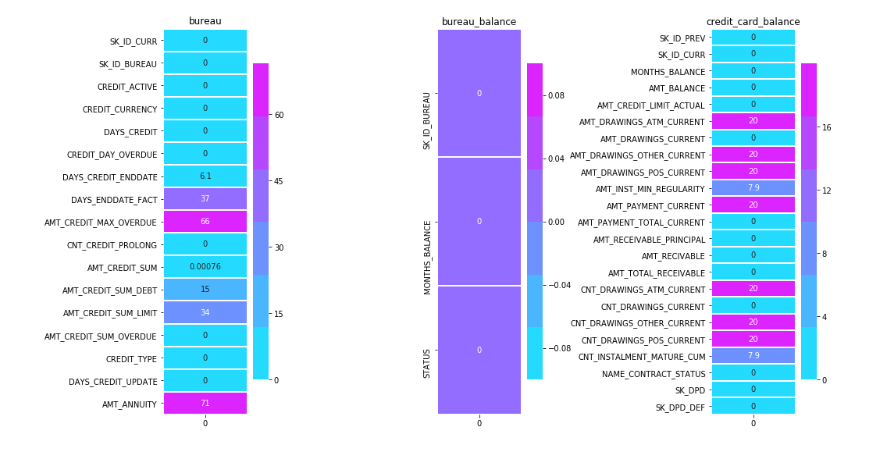 bureau
SK_ID_CURR 0
SK_ID_BUREAU 0
CREDIT_ACTIVE 0
CREDIT_CURRENCY 0
DAYS_CREDIT 0
CREDIT_DAY_OVERDUE 0
DAYS_CREDIT_ENDDATE 6.1
DAYS_ENDDATE_FACT 37
AMT_CREDIT_MAX_OVERDUE 66
CNT_CREDIT_PROLONG 0
AMT_CREDIT_SUM 0.00076
AMT_CREDIT_SUM_DEBT 15
AMT_CREDIT_SUM_LIMIT 34
AMT_CREDIT_SUM_OVERDUE 0
CREDIT_TYPE 0
DAYS_CREDIT_UPDATE 0
AMT_ANNUITY 71
0
60
45
30
15
0
bureau_balance
SK_ID_BUREAU 0
MONTHS_BALANCE 0
STATUS 0
0
0.08
0.04
0.00
−0.04
−0.08
credit_card_balance
SK_ID_PREV 0
SK_ID_CURR 0
MONTHS_BALANCE 0
AMT_BALANCE 0
AMT_CREDIT_LIMIT_ACTUAL 0
AMT_DRAWINGS_ATM_CURRENT 20
AMT_DRAWINGS_CURRENT 0
AMT_DRAWINGS_OTHER_CURRENT 20
AMT_DRAWINGS_POS_CURRENT 20
AMT_INST_MIN_REGULARITY 7.9
AMT_PAYMENT_CURRENT 20
AMT_PAYMENT_TOTAL_CURRENT 0
AMT_RECEIVABLE_PRINCIPAL 0
AMT_RECIVABLE 0
AMT_TOTAL_RECEIVABLE 0
CNT_DRAWINGS_ATM_CURRENT 20
CNT_DRAWINGS_CURRENT 0
CNT_DRAWINGS_OTHER_CURRENT 20
CNT_DRAWINGS_POS_CURRENT 20
CNT_INSTALMENT_MATURE_CUM 7.9
NAME_CONTRACT_STATUS 0
SK_DPD 0
SK_DPD_DEF 0
0
16
12
8
4
0